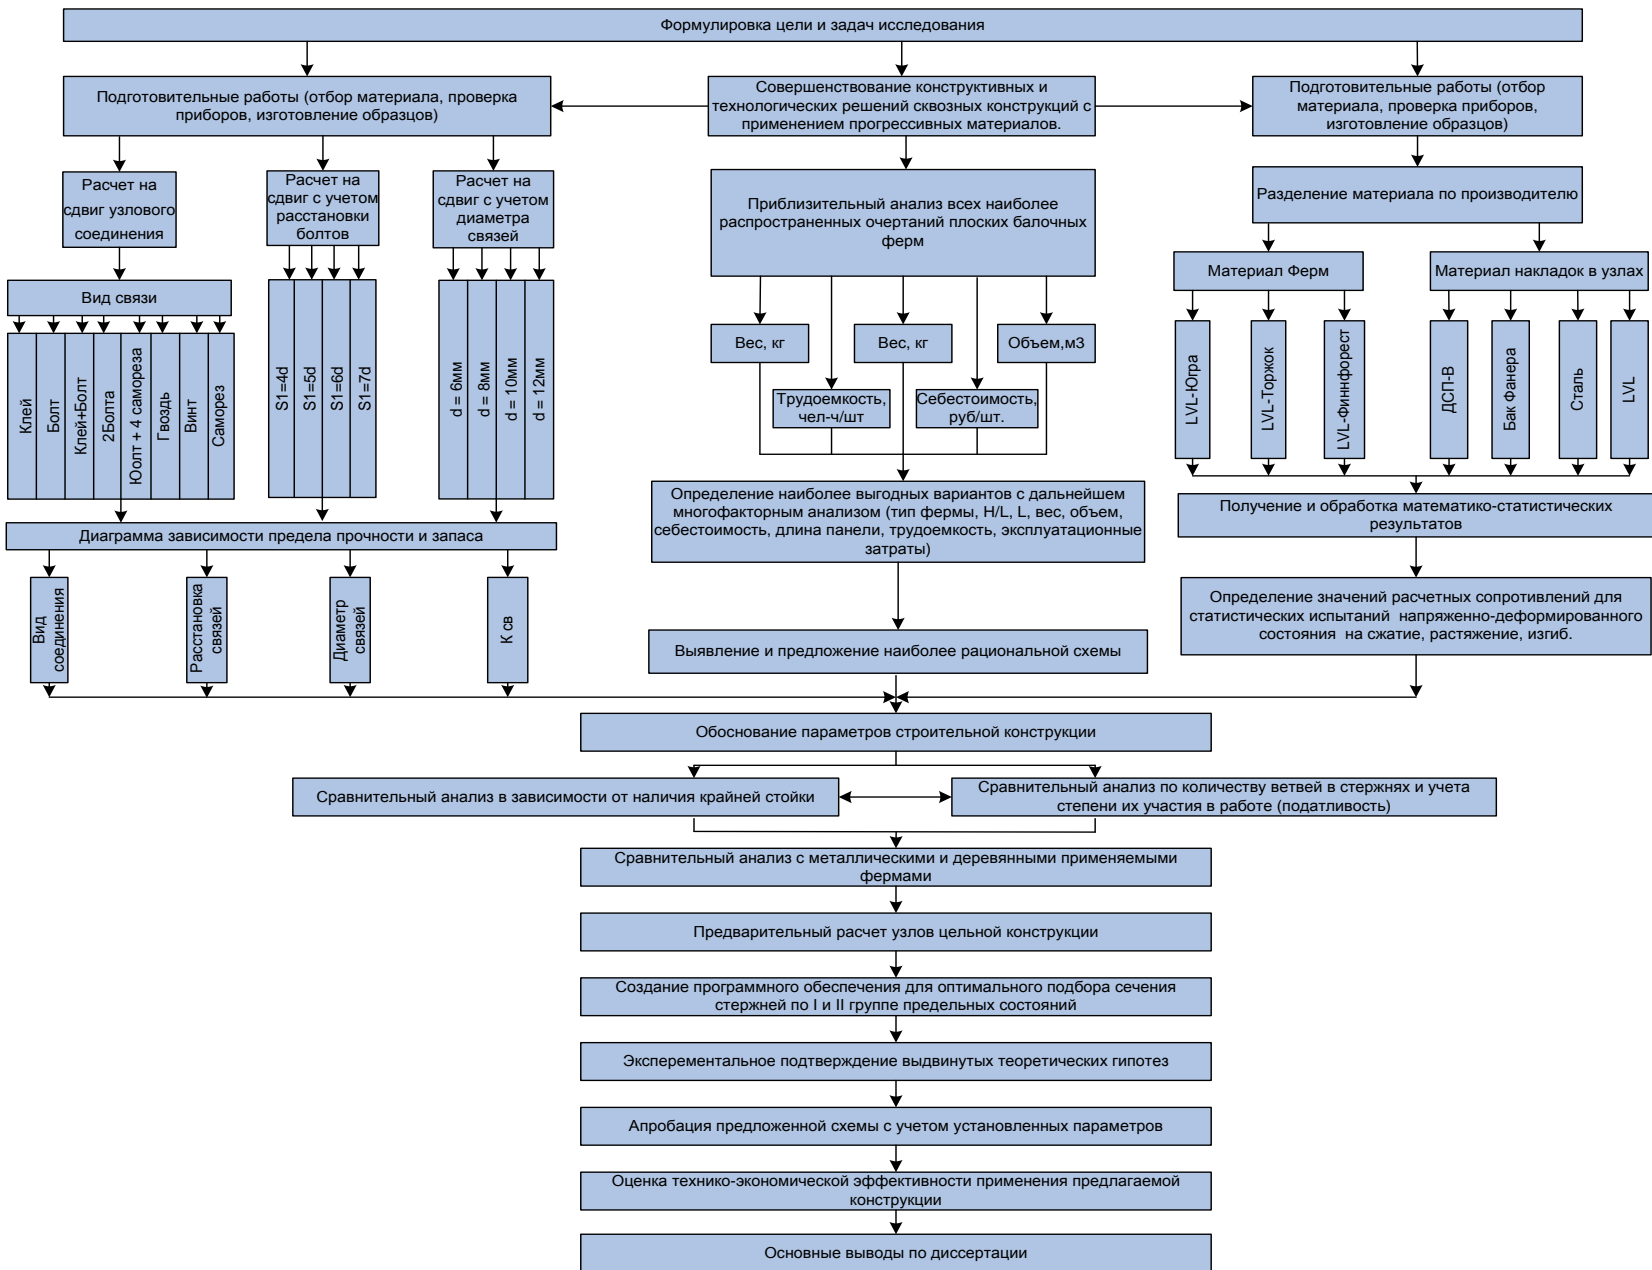 Формулировка цели и задач исследования
Подготовительные работы (отбор материала, проверка
приборов, изготовление образцов)
Совершенствование конструктивных и
технологических решений сквозных конструкций с
применением прогрессивных материалов.
Подготовительные работы (отбор
материала, проверка приборов,
изготовление образцов)
Расчет на
сдвиг узлового
соединения
Расчет на
сдвиг с учетом
расстановки
болтов
Расчет на
сдвиг с учетом
диаметра
связей
Приблизительный анализ всех наиболее
распространенных очертаний плоских балочных
ферм
Разделение материала по производителю
Вид связи
Материал Ферм
Материал накладок в узлах
Клей
Болт
Клей+Болт
2Болта
Юолт + 4 самореза
Гвоздь
Винт
Саморез
S1=4d
S1=5d
S1=6d
S1=7d
d = 6мм
d = 8мм
d = 10мм
d = 12мм
Вес, кг
Вес, кг
Объем,м3
Трудоемкость,
чел-ч/шт
Себестоимость,
руб/шт.
LVL-Югра
LVL-Торжок
LVL-Финнфорест
ДСП-В
Бак Фанера
Сталь
LVL
Диаграмма зависимости предела прочности и запаса
Определение наиболее выгодных вариантов с дальнейшем
многофакторным анализом (тип фермы, H/L, L, вес, объем,
себестоимость, длина панели, трудоемкость, эксплуатационные
затраты)
Получение и обработка математико-статистических
результатов
Вид
соединения
Расстановка
связей
Диаметр
связей
К св
Определение значений расчетных сопротивлений для
статистических испытаний напряженно-деформированного
состояния на сжатие, растяжение, изгиб.
Выявление и предложение наиболее рациональной схемы
Обоснование параметров строительной конструкции
Сравнительный анализ в зависимости от наличия крайней стойки
Сравнительный анализ по количеству ветвей в стержнях и учета
степени их участия в работе (податливость)
Сравнительный анализ с металлическими и деревянными применяемыми
фермами
Предварительный расчет узлов цельной конструкции
Создание программного обеспечения для оптимального подбора сечения
стержней по I и II группе предельных состояний
Эксперементальное подтверждение выдвинутых теоретических гипотез
Апробация предложенной схемы с учетом установленных параметров
Оценка технико-экономической эффективности применения предлагаемой
конструкции
Основные выводы по диссертации